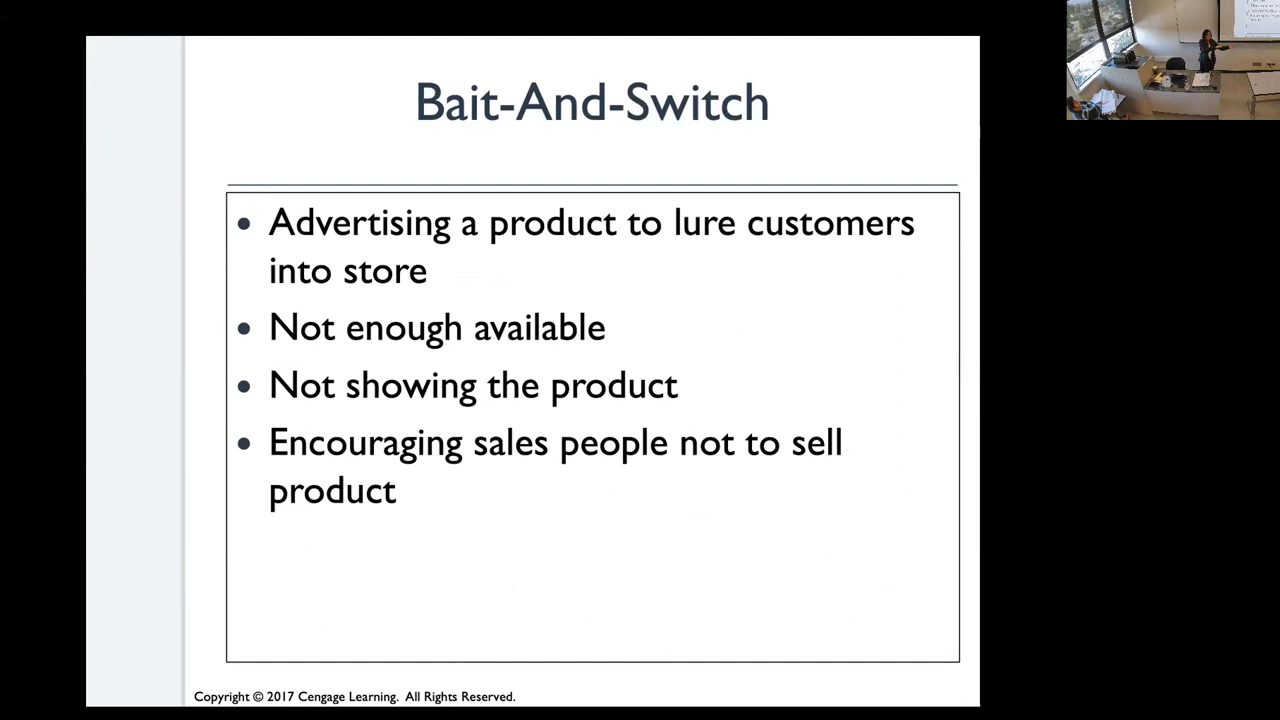 Bait-And-Switch
• Advertising a product to lure customers
into store
• Not enough available
• Not showing the product
• Encouraging sales people not to sell
product
Copyright © 2017 Cengage Learning. All Rights Reserved.